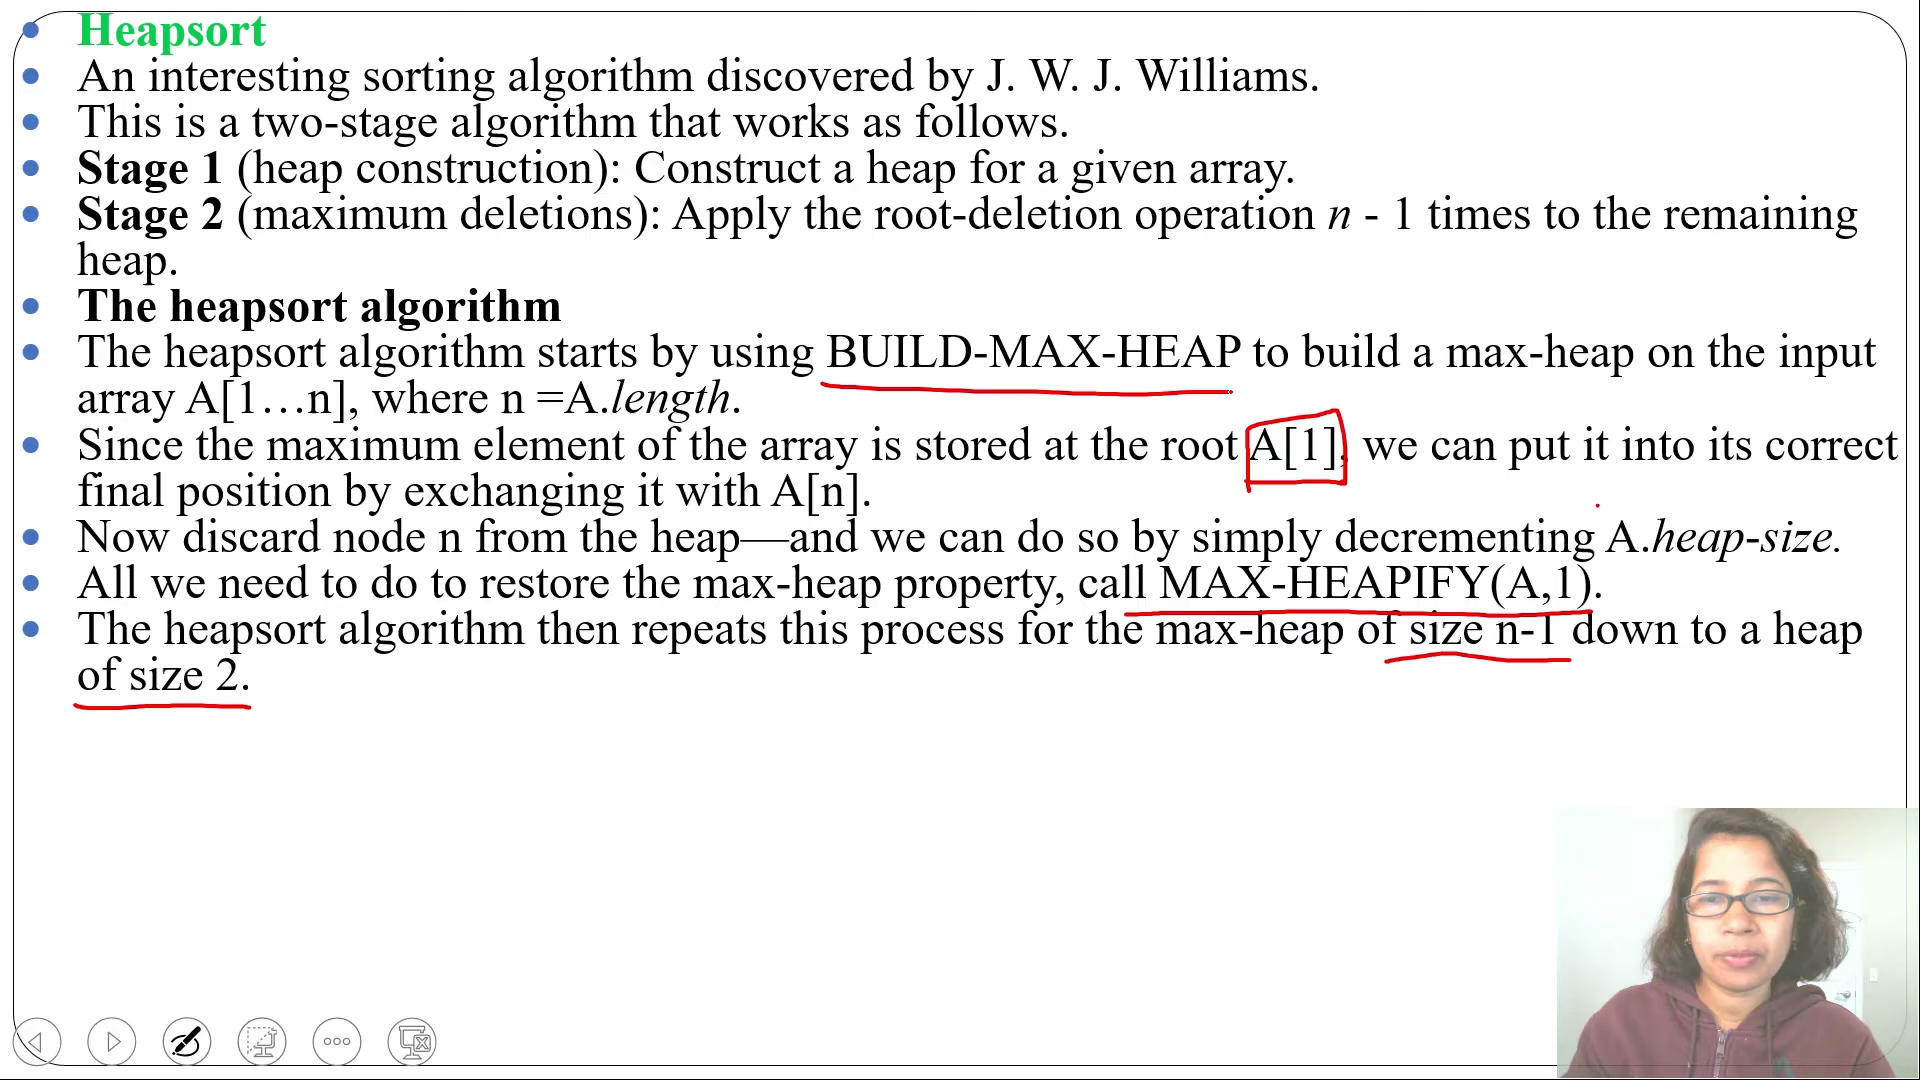 Heapsort
An interesting sorting algorithm discovered by J. W. J. Williams.
This is a two-stage algorithm that works as follows.
Stage 1 (heap construction): Construct a heap for a given array.
Stage 2 (maximum deletions): Apply the root-deletion operation n - 1 times to the remaining
heap.
The heapsort algorithm
The heapsort algorithm starts by using BUILD-MAX-HEAP to build a max-heap on the input
array A[1…n], where n =A.length.
Since the maximum element of the array is stored at the root A[1], we can put it into its correct
final position by exchanging it with A[n].
Now discard node n from the heap—and we can do so by simply decrementing A.heap-size.
All we need to do to restore the max-heap property, call MAX-HEAPIFY(A,1).
The heapsort algorithm then repeats this process for the max-heap of size n-1 down to a heap
of size 2.